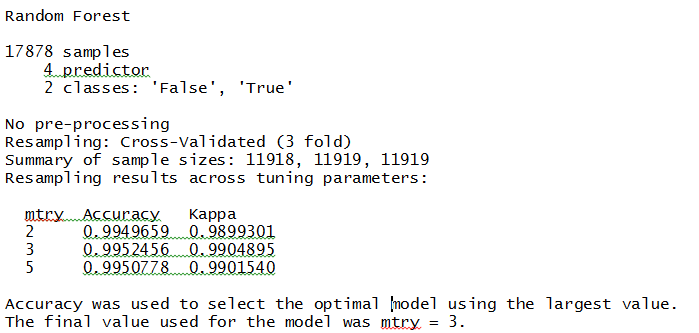 Random Forest
17878 samples
4 predictor
2 classes: 'False', 'True'
No pre-processing
Resampling: Cross-Validated (3 fold)
Summary of sample sizes: 11918, 11919, 11919
Resampling results across tuning parameters:
mtry Accuracy Kappa
2 0.9949659 0.9899301
3 0.9952456 0.9904895
5 0.9950778 0.9901540
Accuracy was used to select the optimal model using the largest value.
The final value used for the model was mtry = 3.